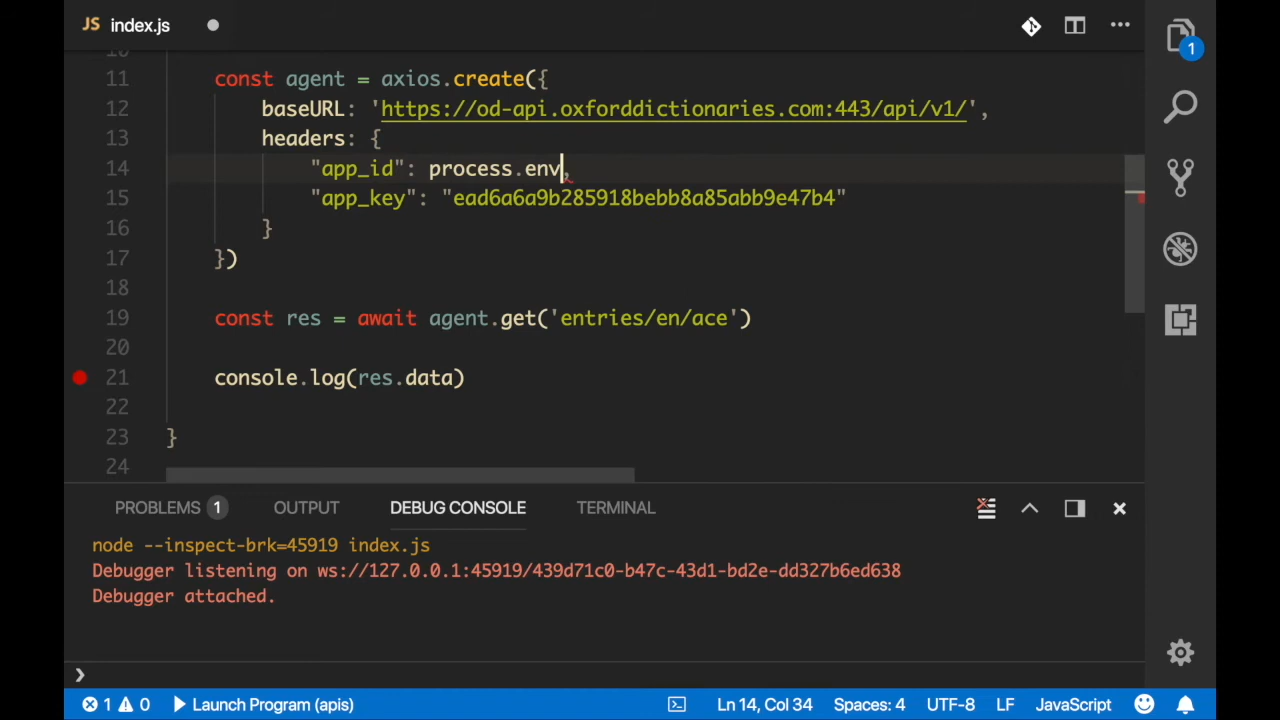 JS index.js
11 const agent = axios.create({
12 baseURL: 'https://od-api.oxforddictionaries.com:443/api/v1/',
13 headers: {
14 "app_id": process.env,
15 "app_key": "ead6a6a9b285918bebb8a85abb9e47b4"
16 }
17 })
18
19 const res = await agent.get('entries/en/ace')
20
21 console.log(res.data)
22
23 }
24
1
PROBLEMS 1 OUTPUT DEBUG CONSOLE TERMINAL
node --inspect-brk=45919 index.js
Debugger listening on ws://127.0.0.1:45919/439d71c0-b47c-43d1-bd2e-dd327b6ed638
Debugger attached.
❯
1 0 Launch Program (apis) Ln 14, Col 34 Spaces: 4 UTF-8 LF JavaScript